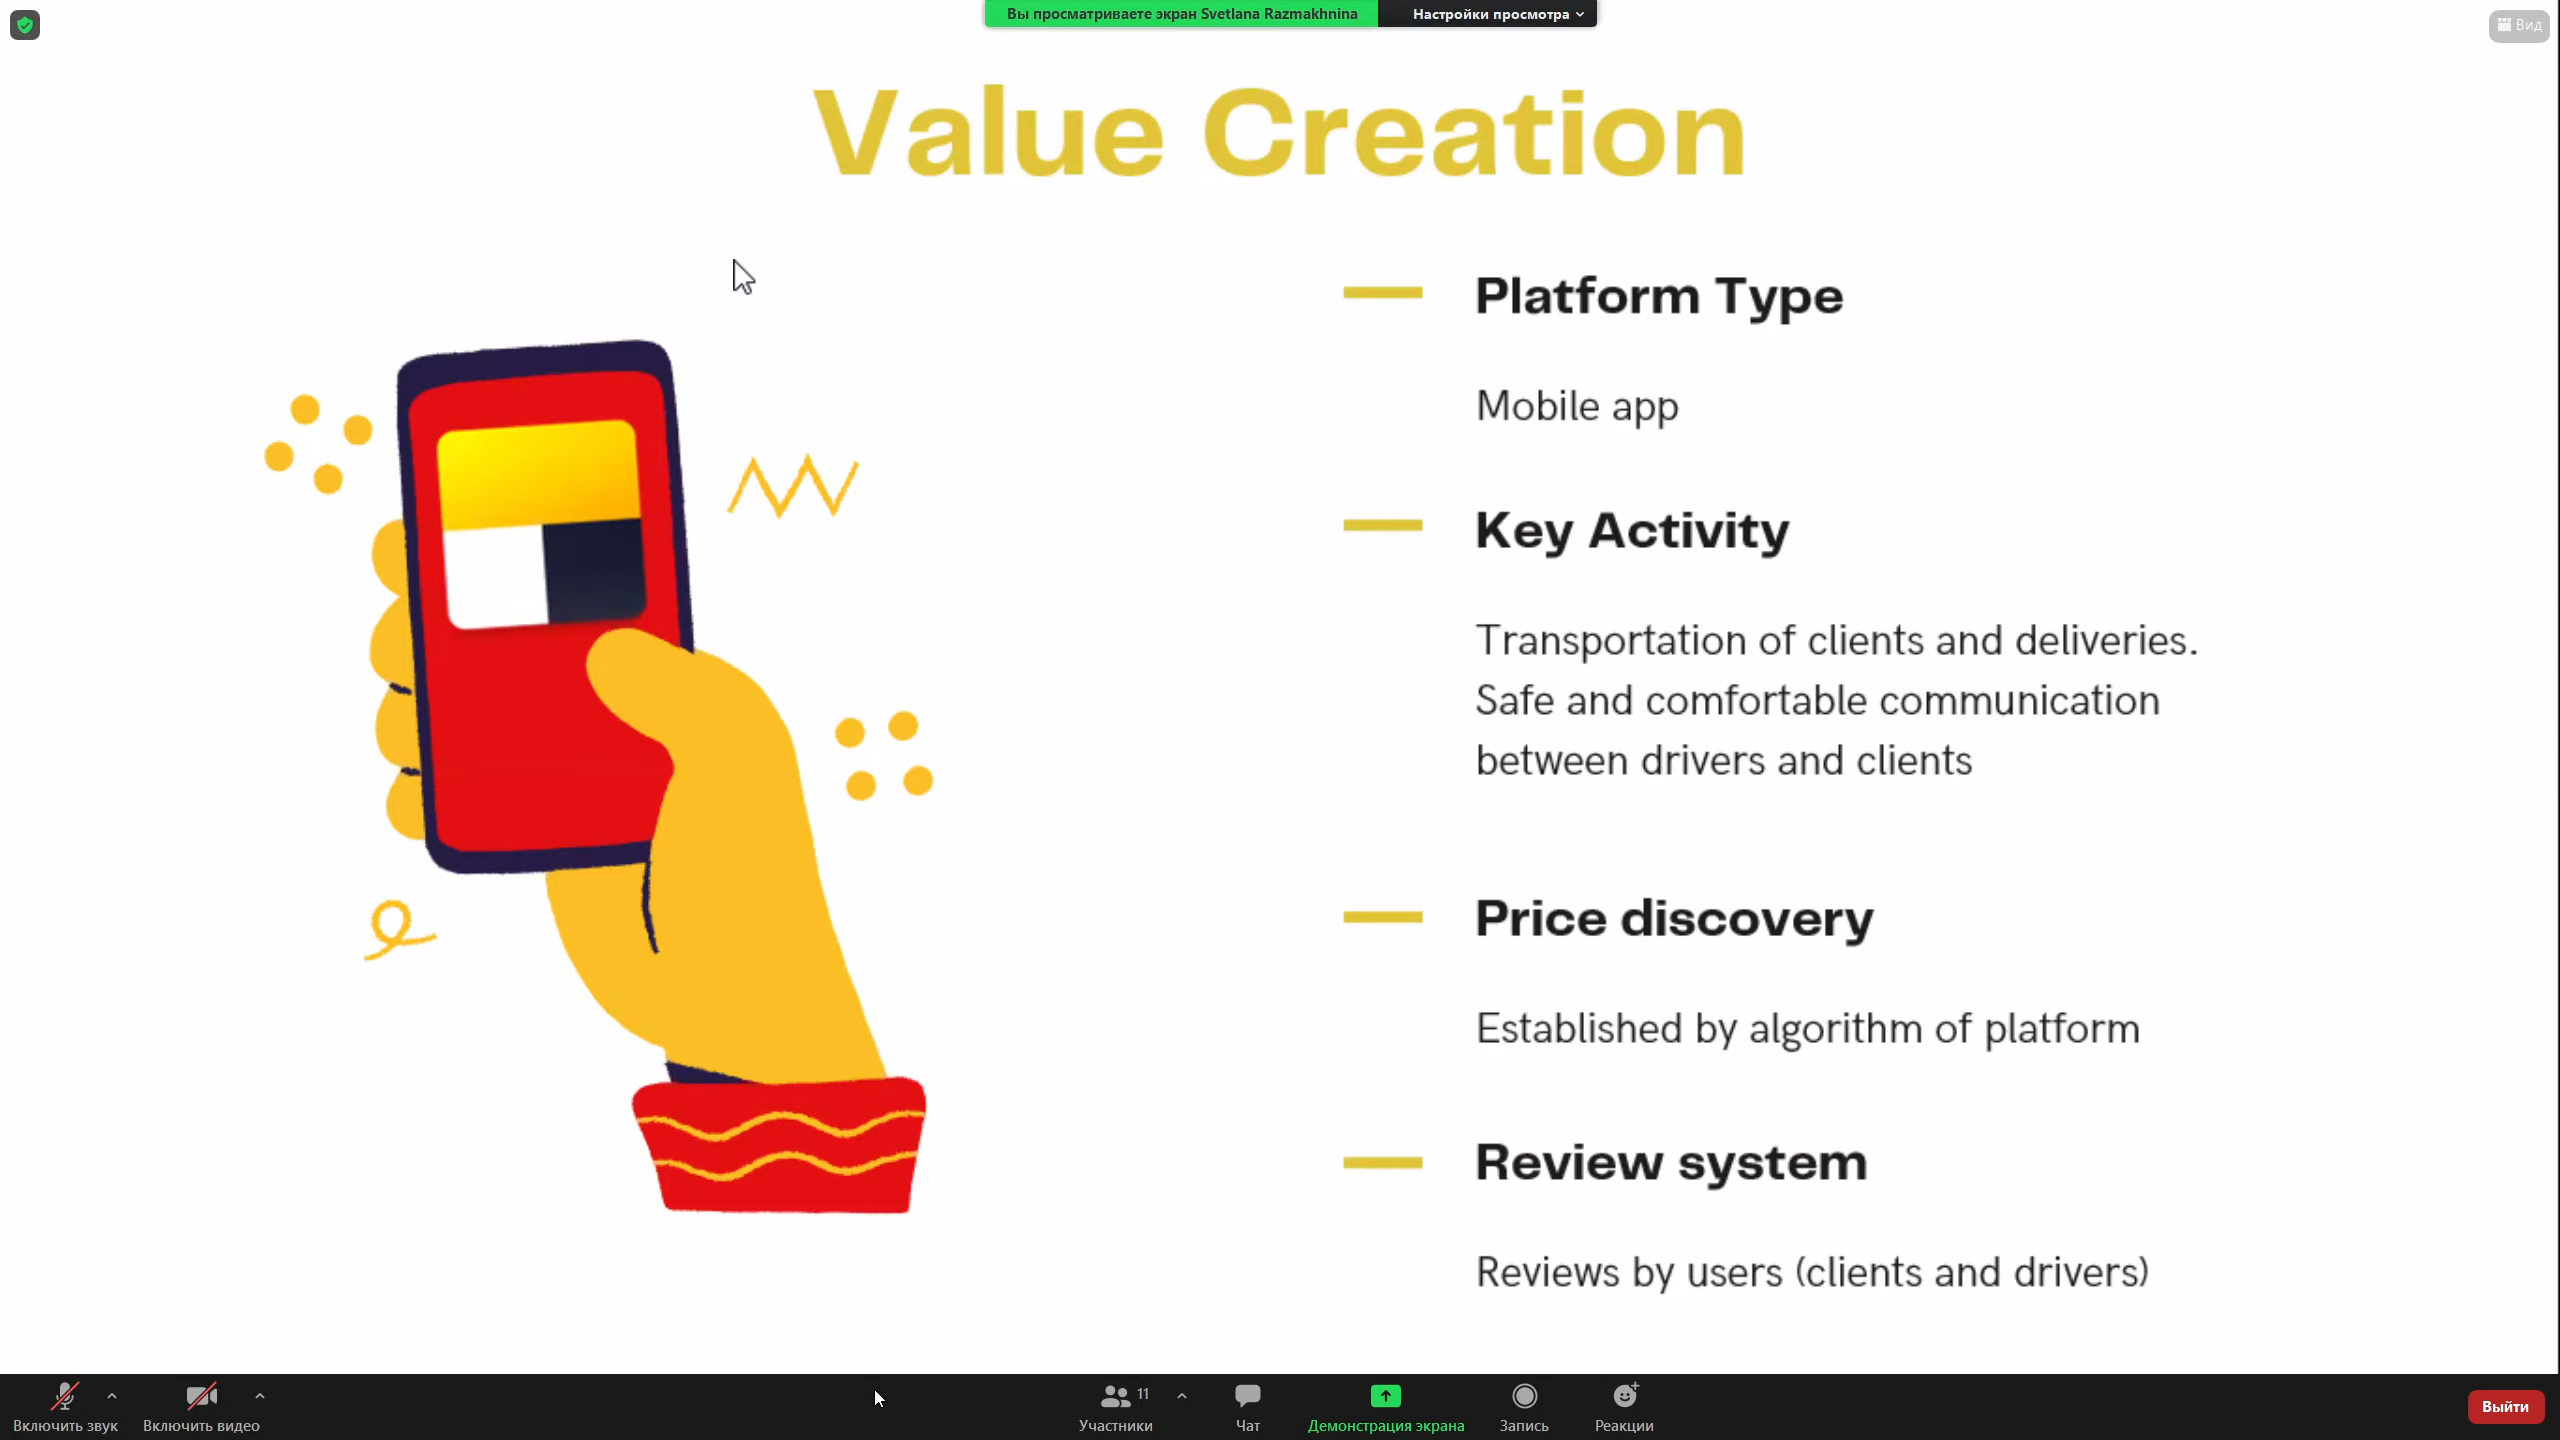 Вы просматриваете экран Svetlana Razmakhnina
Настройки просмотра
Вид
Value Creation
Platform Type
Mobile app
Key Activity
Transportation of clients and deliveries.
Safe and comfortable communication
between drivers and clients
Price discovery
Established by algorithm of platform
Review system
Reviews by users (clients and drivers)
Включить звук
Включить видео
11
Участники
Чат
Демонстрация экрана
Запись
Реакции
Выйти